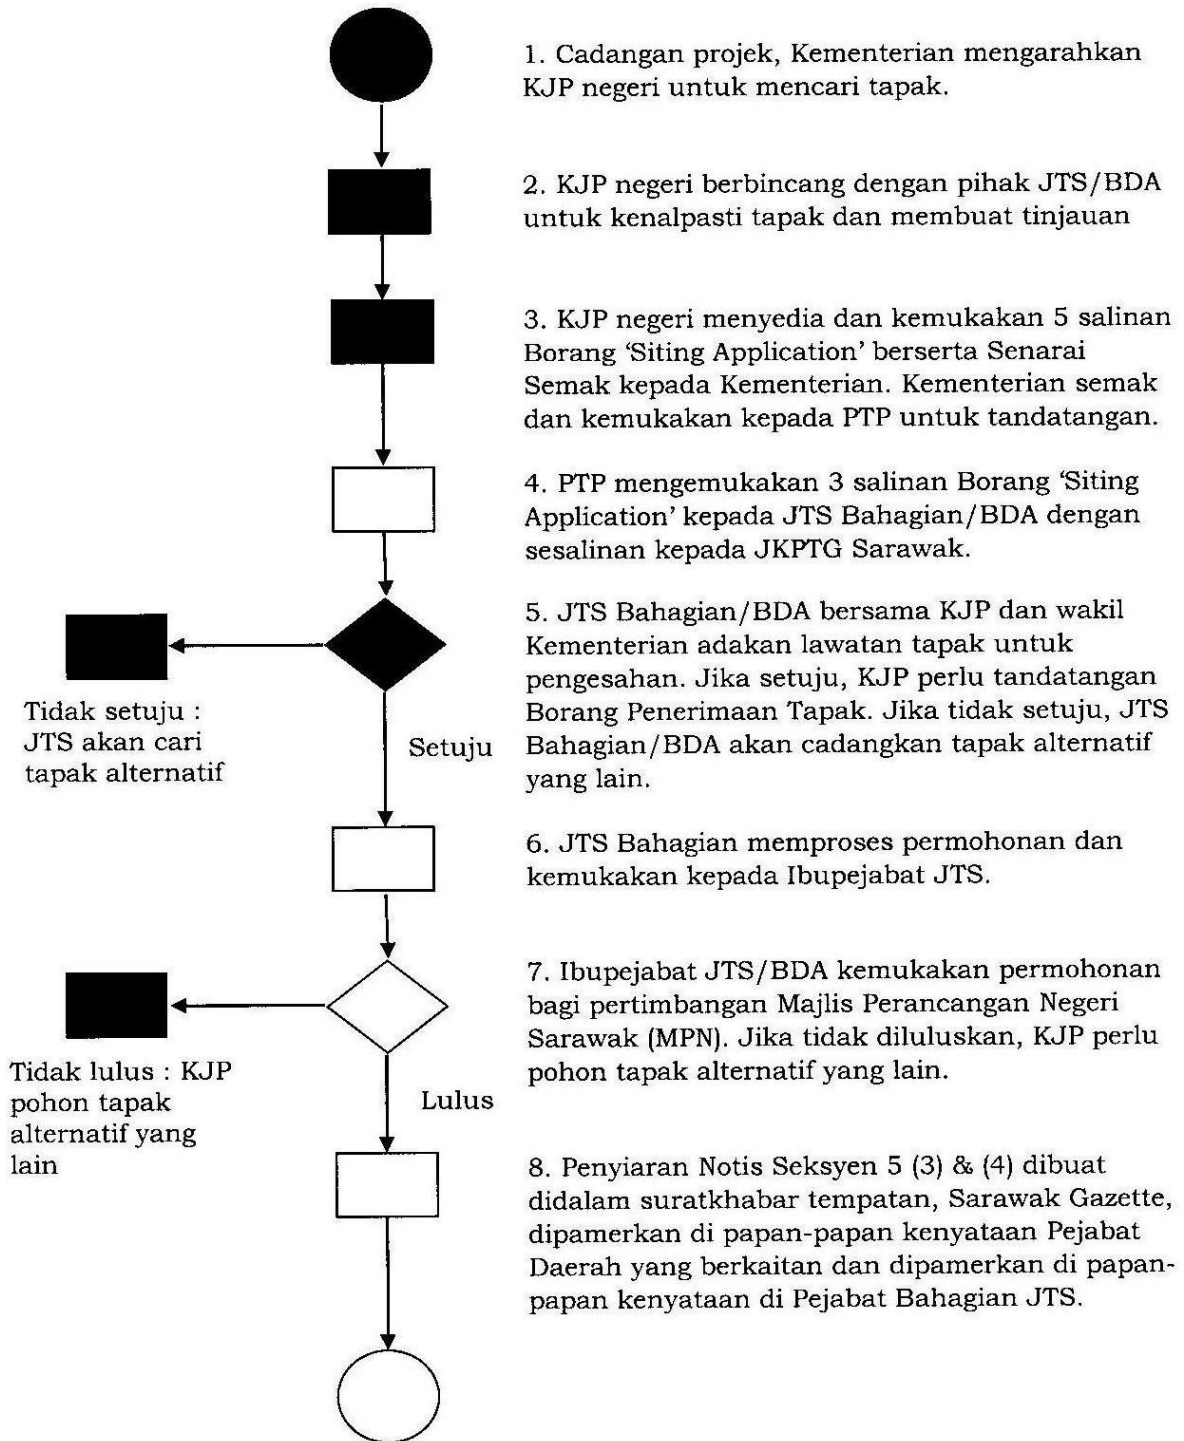 1. Cadangan projek, Kementerian mengarahkan
KJP negeri untuk mencari tapak.
2. KJP negeri berbincang dengan pihak JTS/BDA
untuk kenalpasti tapak dan membuat tinjauan
3. KJP negeri menyedia dan kemukakan 5 salinan
Borang ‘Siting Application’ berserta Senarai
Semak kepada Kementerian. Kementerian semak
dan kemukakan kepada PTP untuk tandatangan.
4. PTP mengemukakan 3 salinan Borang ‘Siting
Application’ kepada JTS Bahagian/BDA dengan
sesalinan kepada JKPTG Sarawak.
5. JTS Bahagian/BDA bersama KJP dan wakil
Kementerian adakan lawatan tapak untuk
pengesahan. Jika setuju, KJP perlu tandatangan
Borang Penerimaan Tapak. Jika tidak setuju, JTS
Bahagian/BDA akan cadangkan tapak alternatif
yang lain.
Tidak setuju :
JTS akan cari
tapak alternatif
Setuju
6. JTS Bahagian memproses permohonan dan
kemukakan kepada Ibupejabat JTS.
7. Ibupejabat JTS/BDA kemukakan permohonan
bagi pertimbangan Majlis Perancangan Negeri
Sarawak (MPN). Jika tidak diluluskan, KJP perlu
pohon tapak alternatif yang lain.
Tidak lulus : KJP
pohon tapak
alternatif yang
lain
Lulus
8. Penyiaran Notis Seksyen 5 (3) & (4) dibuat
didalam suratkhabar tempatan, Sarawak Gazette,
dipamerkan di papan-papan kenyataan Pejabat
Daerah yang berkaitan dan dipamerkan di papan-
papan kenyataan di Pejabat Bahagian JTS.